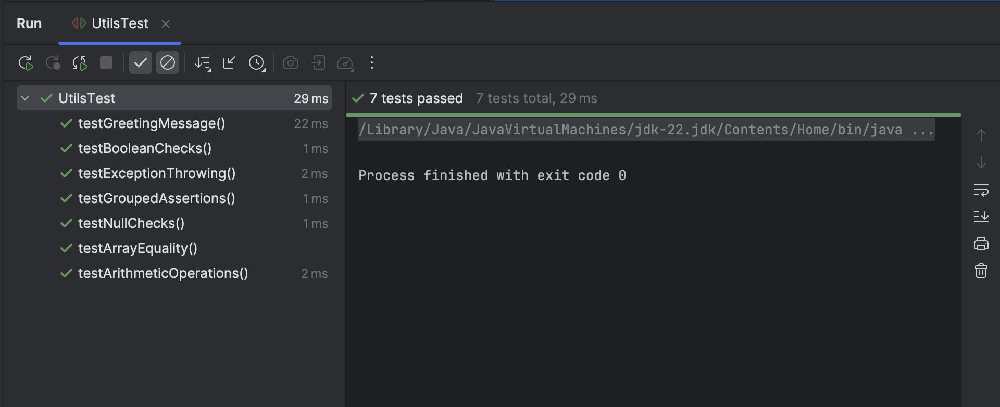 Run UtilsTest
UtilsTest 29 ms
testGreetingMessage() 22 ms
testBooleanChecks() 1 ms
testExceptionThrowing() 2 ms
testGroupedAssertions() 1 ms
testNullChecks() 1 ms
testArrayEquality()
testArithmeticOperations() 2 ms
7 tests passed 7 tests total, 29 ms
/Library/Java/JavaVirtualMachines/jdk-22.jdk/Contents/Home/bin/java ...
Process finished with exit code 0